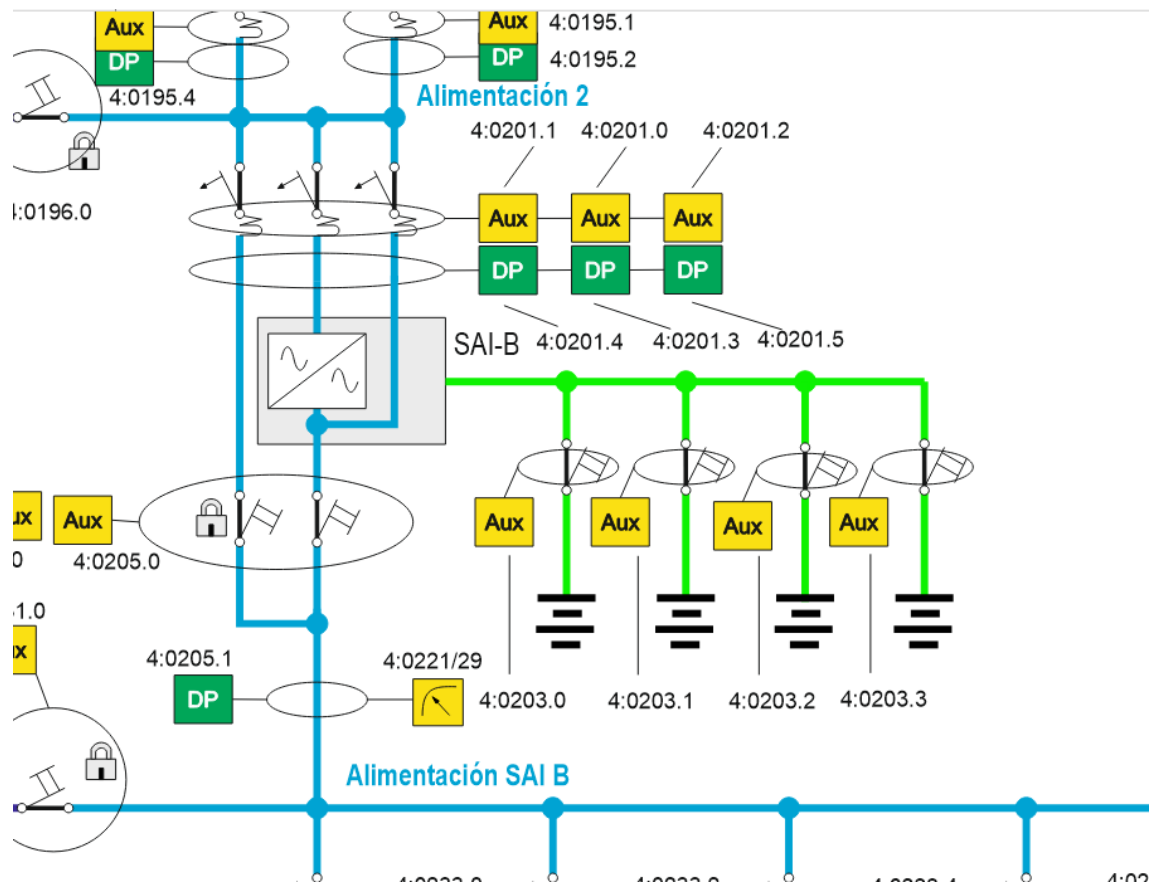 Aux
DP
4:0195.4
Aux
4:0195.1
DP
4:0195.2
Alimentación 2
4:0201.1
4:0201.0
4:0201.2
4:0196.0
Aux
Aux
Aux
DP
DP
DP
SAI-B
4:0201.4
4:0201.3
4:0201.5
Aux
4:0205.0
Aux
Aux
Aux
Aux
4:0205.1
DP
4:0221/29
4:0203.0
4:0203.1
4:0203.2
4:0203.3
Alimentación SAI B